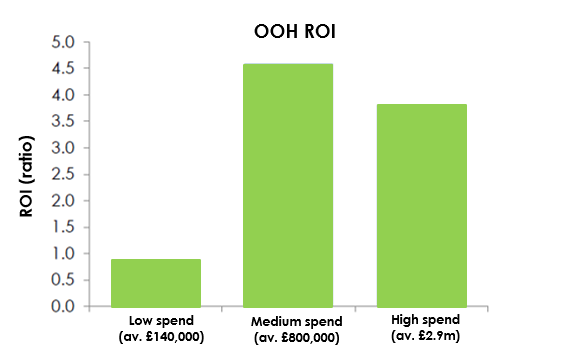 OOH ROI
5.0
4.5
4.0
3.5
3.0
2.5
2.0
1.5
1.0
0.5
0.0
ROI (ratio)
Low spend
(av. £140,000)
Medium spend
(av. £800,000)
High spend
(av. £2.9m)